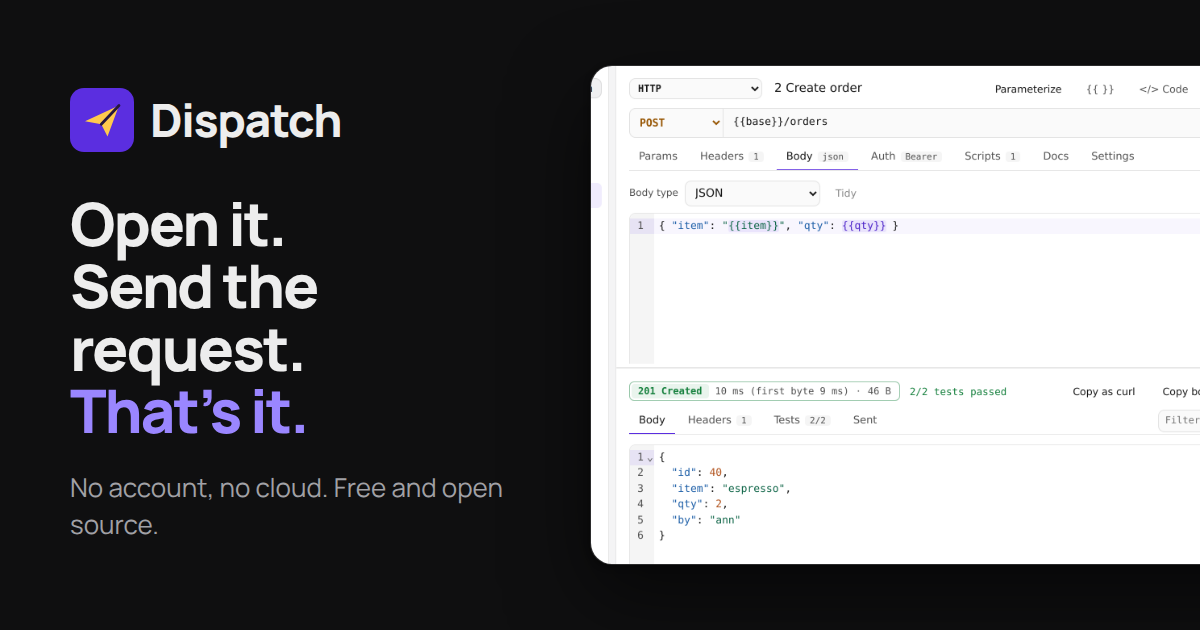 Dispatch
Open it.
Send the
request.
That's it.
No account, no cloud. Free and open
source.
HTTP 2 Create order Parameterize {{ }} </> Code
POST {{base}}/orders
Params Headers 1 Body json Auth Bearer Scripts 1 Docs Settings
Body type JSON Tidy
1 { "item": "{{item}}", "qty": {{qty}} }
201 Created 10 ms (first byte 9 ms) · 46 B 2/2 tests passed Copy as curl Copy
Body Headers 1 Tests 2/2 Sent Filter
1 {
2 "id": 40,
3 "item": "espresso",
4 "qty": 2,
5 "by": "ann"
6 }